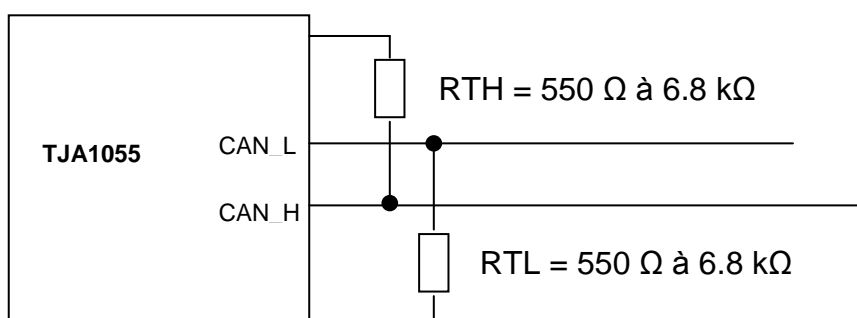 RTH = 550 Ω à 6.8 kΩ
TJA1055
CAN_L
CAN_H
RTL = 550 Ω à 6.8 kΩ